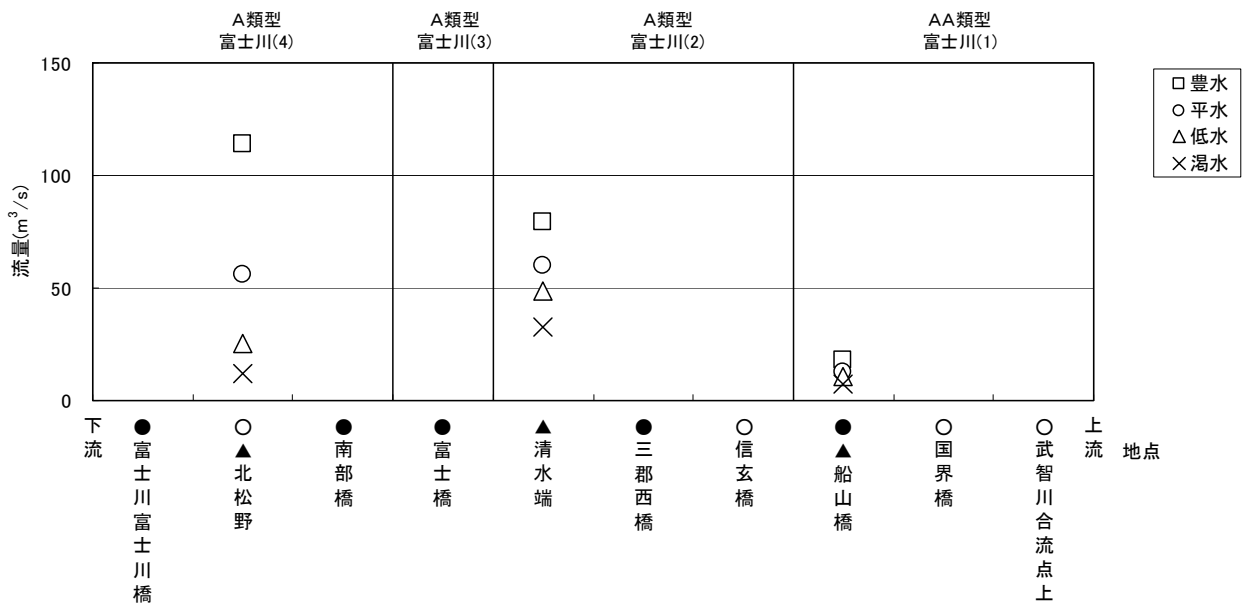 A類型
富士川(4)
A類型
富士川(3)
A類型
富士川(2)
AA類型
富士川(1)
150
100
50
0
流量(m³/s)
豊水
平水
低水
渇水
下流
富士川富士川橋
北松野
南部橋
富士橋
清水端
三郡西橋
信玄橋
船山橋
国界橋
武智川合流点上
上流
地点